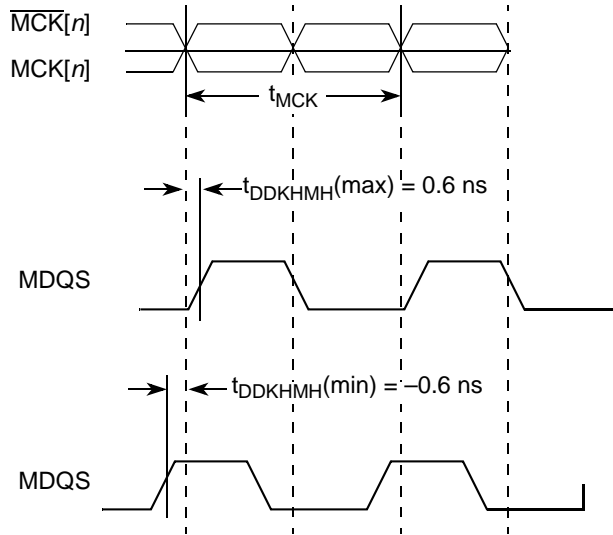 MCK[n]
MCK[n]
tMCK
tDDKHMH(max) = 0.6 ns
MDQS
tDDKHMH(min) = –0.6 ns
MDQS